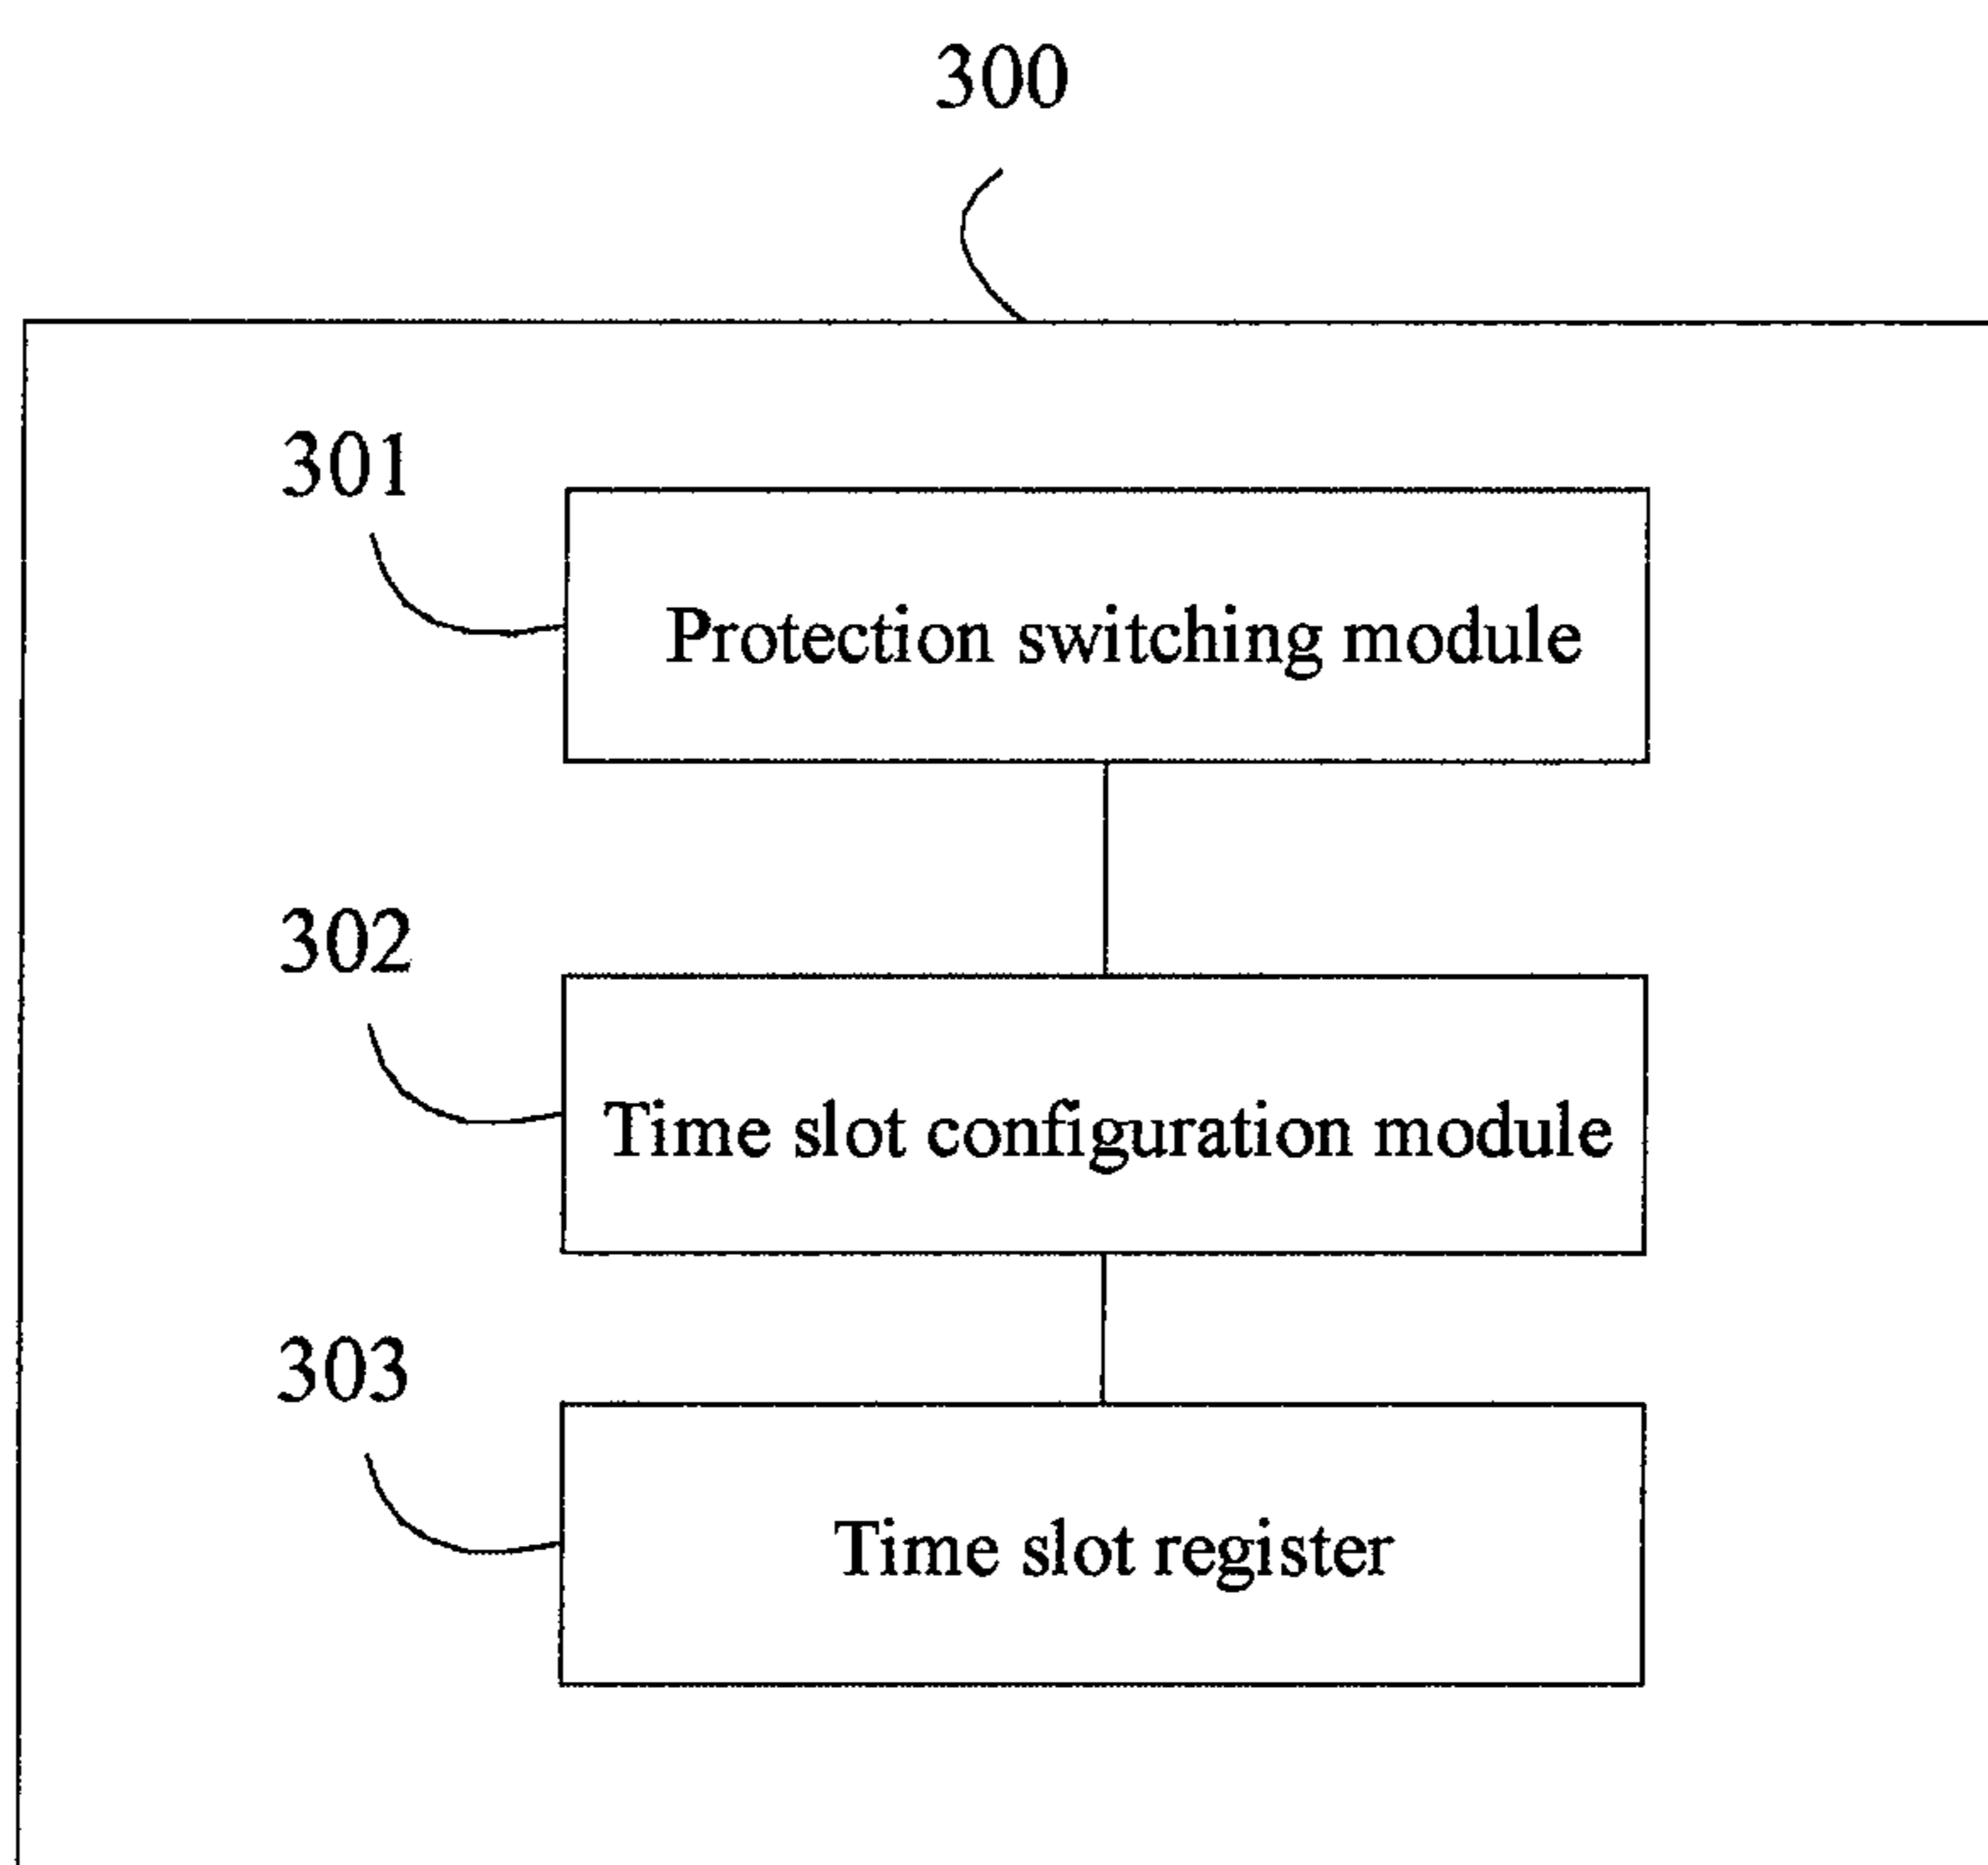 300
301
Protection switching module
302
Time slot configuration module
303
Time slot register